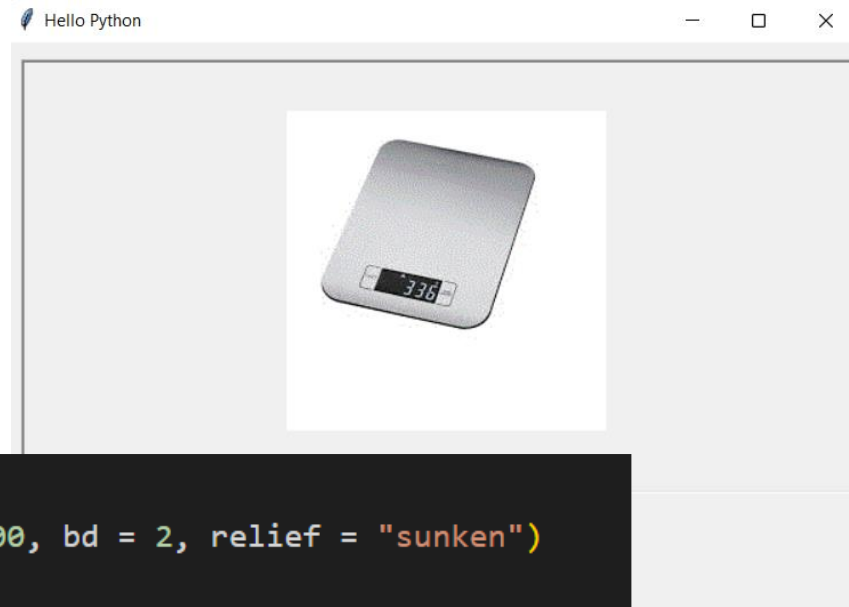 Hello Python
336
00, bd = 2, relief = "sunken")